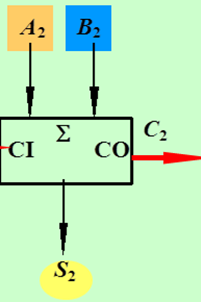 A₂ B₂
Σ
CI CO C₂
S₂